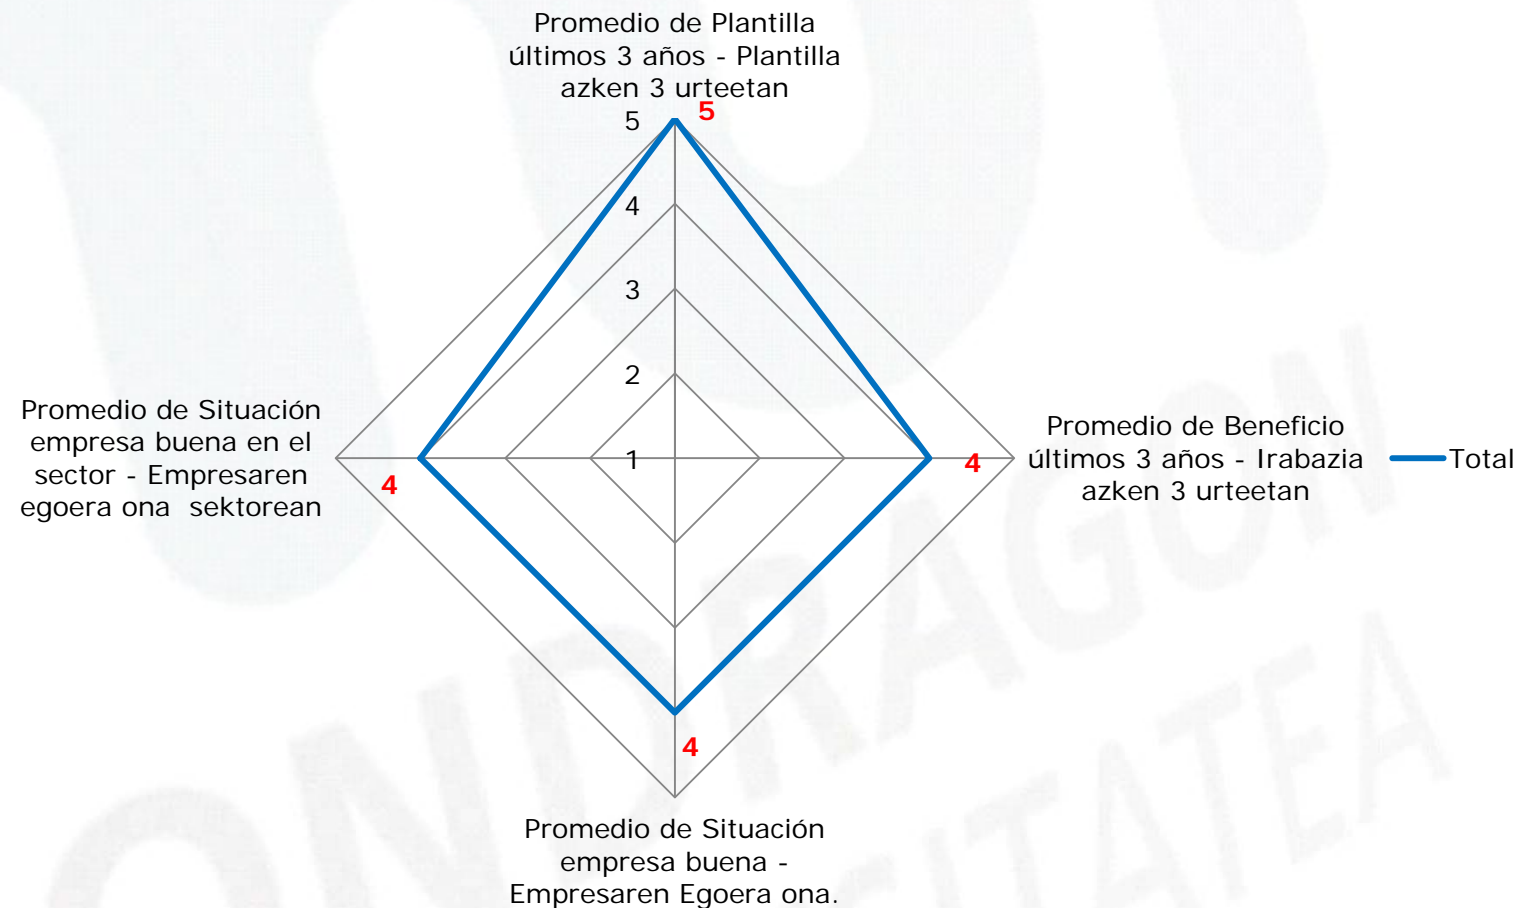 Promedio de Plantilla
últimos 3 años - Plantilla
azken 3 urteetan
5
5
4
3
2
1
Promedio de Situación
empresa buena en el
sector - Empresaren
egoera ona  sektorean
4
4
Promedio de Beneficio
últimos 3 años - Irabazia
azken 3 urteetan
Total
4
Promedio de Situación
empresa buena -
Empresaren Egoera ona.
ONDRAGON
SITATEA